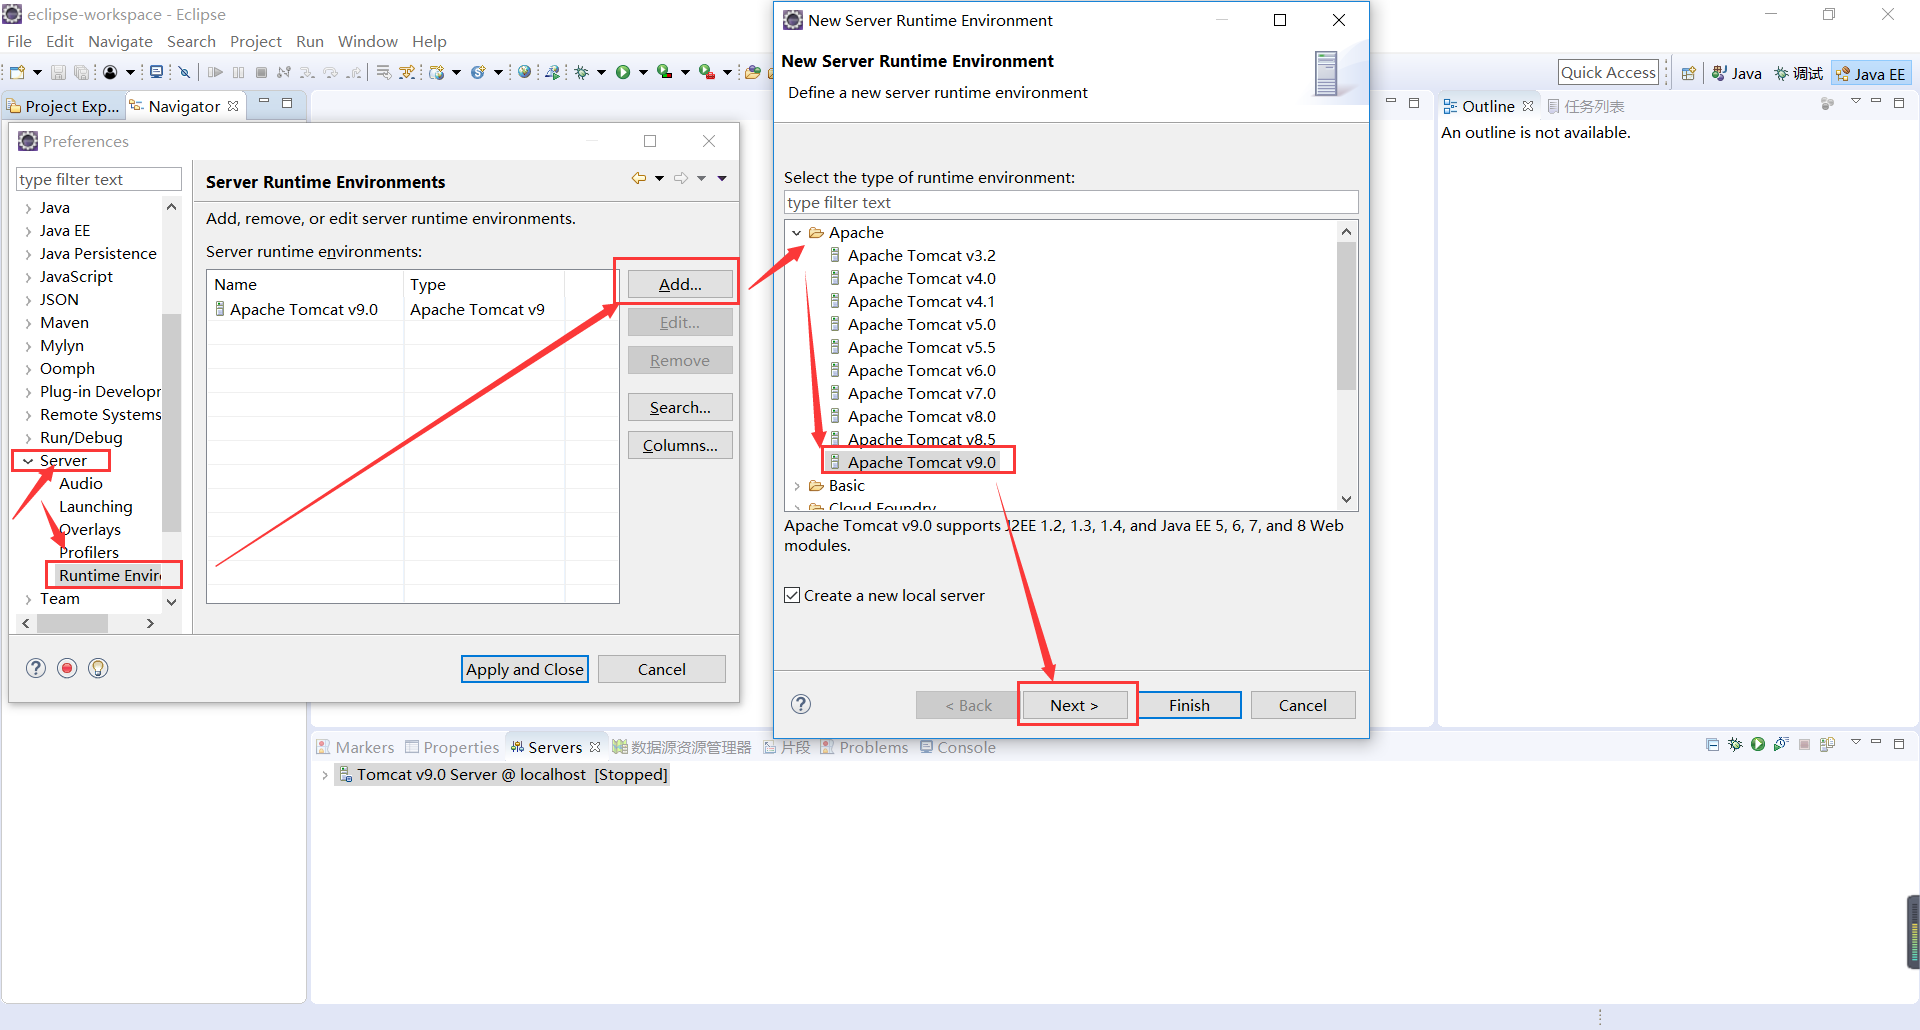 eclipse-workspace - Eclipse
File Edit Navigate Search Project Run Window Help
Quick Access
Java
调试
Java EE
Project Exp...
Navigator
Preferences
type filter text
Java
Java EE
Java Persistence
JavaScript
JSON
Maven
Mylyn
Oomph
Plug-in Develop
Remote Systems
Run/Debug
Server
Audio
Launching
Overlays
Profilers
Runtime Envir
Team
Server Runtime Environments
Add, remove, or edit server runtime environments.
Server runtime environments:
Name Type
Apache Tomcat v9.0 Apache Tomcat v9
Add...
Edit...
Remove
Search...
Columns...
Apply and Close
Cancel
New Server Runtime Environment
New Server Runtime Environment
Define a new server runtime environment
Select the type of runtime environment:
type filter text
Apache
Apache Tomcat v3.2
Apache Tomcat v4.0
Apache Tomcat v4.1
Apache Tomcat v5.0
Apache Tomcat v5.5
Apache Tomcat v6.0
Apache Tomcat v7.0
Apache Tomcat v8.0
Apache Tomcat v8.5
Apache Tomcat v9.0
Basic
Cloud Foundry
Apache Tomcat v9.0 supports J2EE 1.2, 1.3, 1.4, and Java EE 5, 6, 7, and 8 Web
modules.
Create a new local server
< Back
Next >
Finish
Cancel
Outline
任务列表
An outline is not available.
Markers
Properties
Servers
数据源资源管理器
片段
Problems
Console
Tomcat v9.0 Server @ localhost [Stopped]